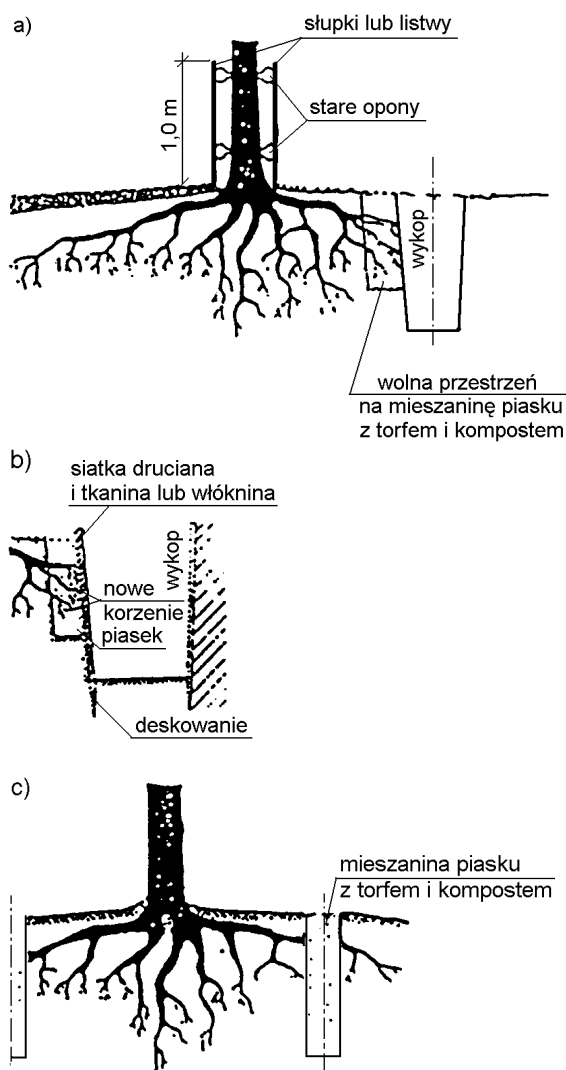 a)
słupki lub listwy
stare opony
1,0 m
wykop
wolna przestrzeń
na mieszaninę piasku
z torfem i kompostem
b)
siatka druciana
i tkanina lub włóknina
wykop
nowe
korzenie
piasek
deskowanie
c)
mieszanina piasku
z torfem i kompostem